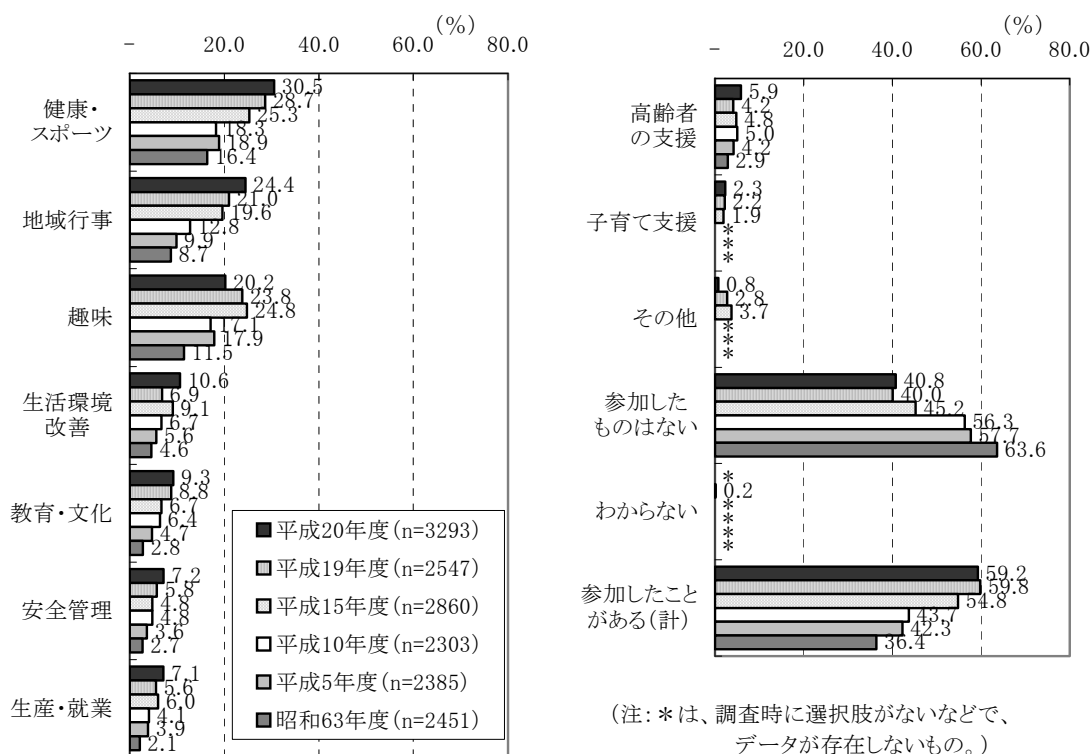 (%)
－ 20.0 40.0 60.0 80.0
健康・
スポーツ
30.5
28.7
25.3
18.3
18.9
16.4
地域行事
24.4
21.0
19.6
12.8
9.9
8.7
趣味
20.2
23.8
24.8
17.1
17.9
11.5
生活環境
改善
10.6
6.9
9.1
6.7
5.6
4.6
教育・文化
9.3
8.8
6.7
6.4
4.7
2.8
安全管理
7.2
5.8
4.8
4.8
3.6
2.7
生産・就業
7.1
5.6
6.0
4.1
3.9
2.1
平成20年度(n=3293)
平成19年度(n=2547)
平成15年度(n=2860)
平成10年度(n=2303)
平成5年度(n=2385)
昭和63年度(n=2451)
(%)
－ 20.0 40.0 60.0 80.0
高齢者
の支援
5.9
4.2
4.8
5.0
4.2
2.9
子育て支援
2.3
2.2
1.9
*
*
*
その他
0.8
2.8
3.7
*
*
*
参加した
ものはない
40.8
40.0
45.2
56.3
57.7
63.6
わからない
*
0.2
*
*
*
*
参加したこと
がある(計)
59.2
59.8
54.8
43.7
42.3
36.4
(注:＊は、調査時に選択肢がないなどで、
データが存在しないもの。)